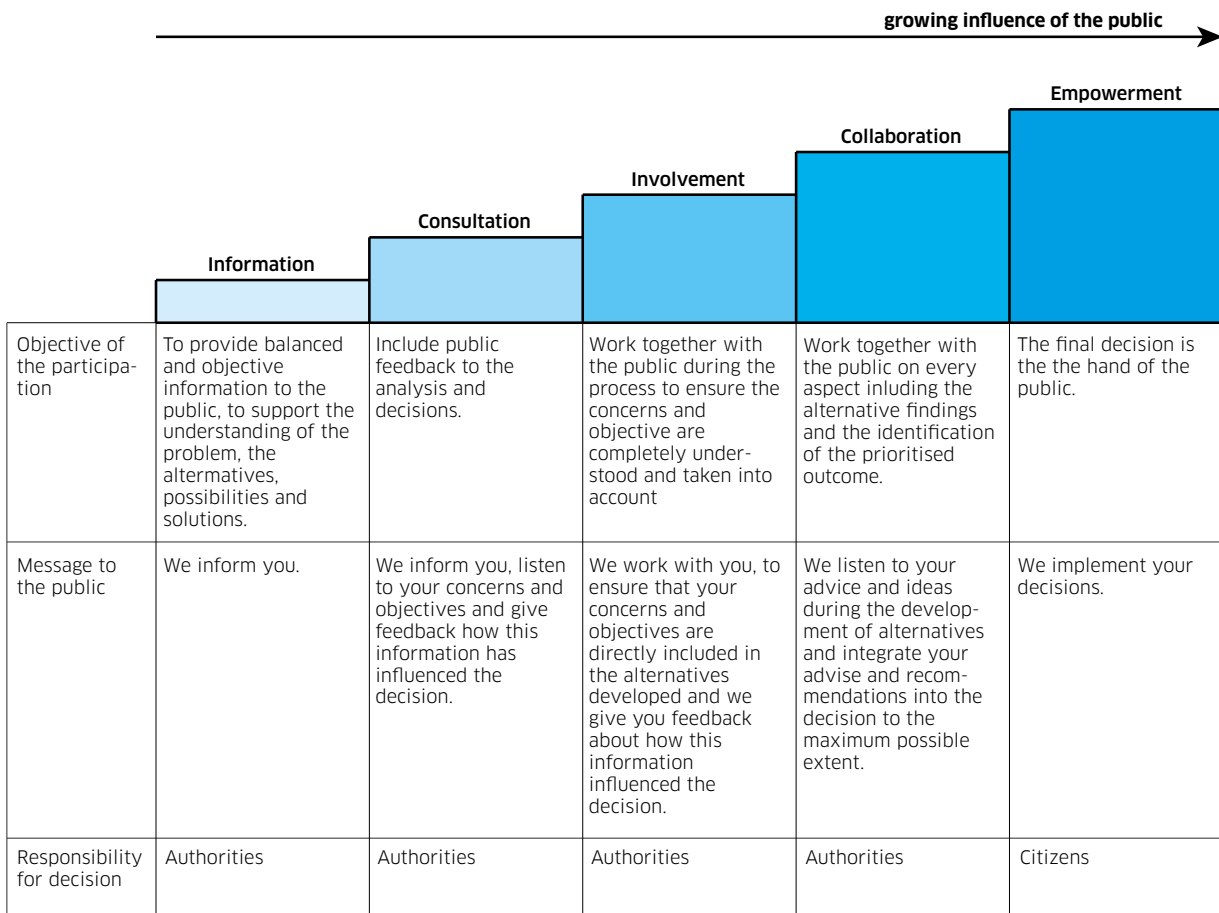 growing influence of the public
Empowerment
Collaboration
Involvement
Consultation
Information
Objective of
the participa-
tion
To provide balanced
and objective
information to the
public, to support the
understanding of the
problem, the
altermatives,
possibilities and
solutions.
Include public
feedback to the
analysis and
decisions.
Work together with
the public during the
process to ensure the
concerns and
objective are
completely under-
stood and taken into
account
Work together with
the public on every
aspect inluding the
alternative findings
and the identification
of the prioritised
outcome.
The final decision is
the the hand of the
public.
Message to
the public
We inform you.
We inform you, listen
to your concerns and
objectives and give
feedback how this
information has
influenced the
decision.
We work with you, to
ensure that your
concerns and
objectives are
directly included in
the alternatives
developed and we
give you feedback
about how this
information
influenced the
decision.
We listen to your
advice and ideas
during the develop-
ment of alternatives
and integrate your
advise and recom-
mendations into the
decision to the
maximum possible
extent.
We implement your
decisions.
Responsibility
for decision
Authorities
Authorities
Authorities
Authorities
Citizens